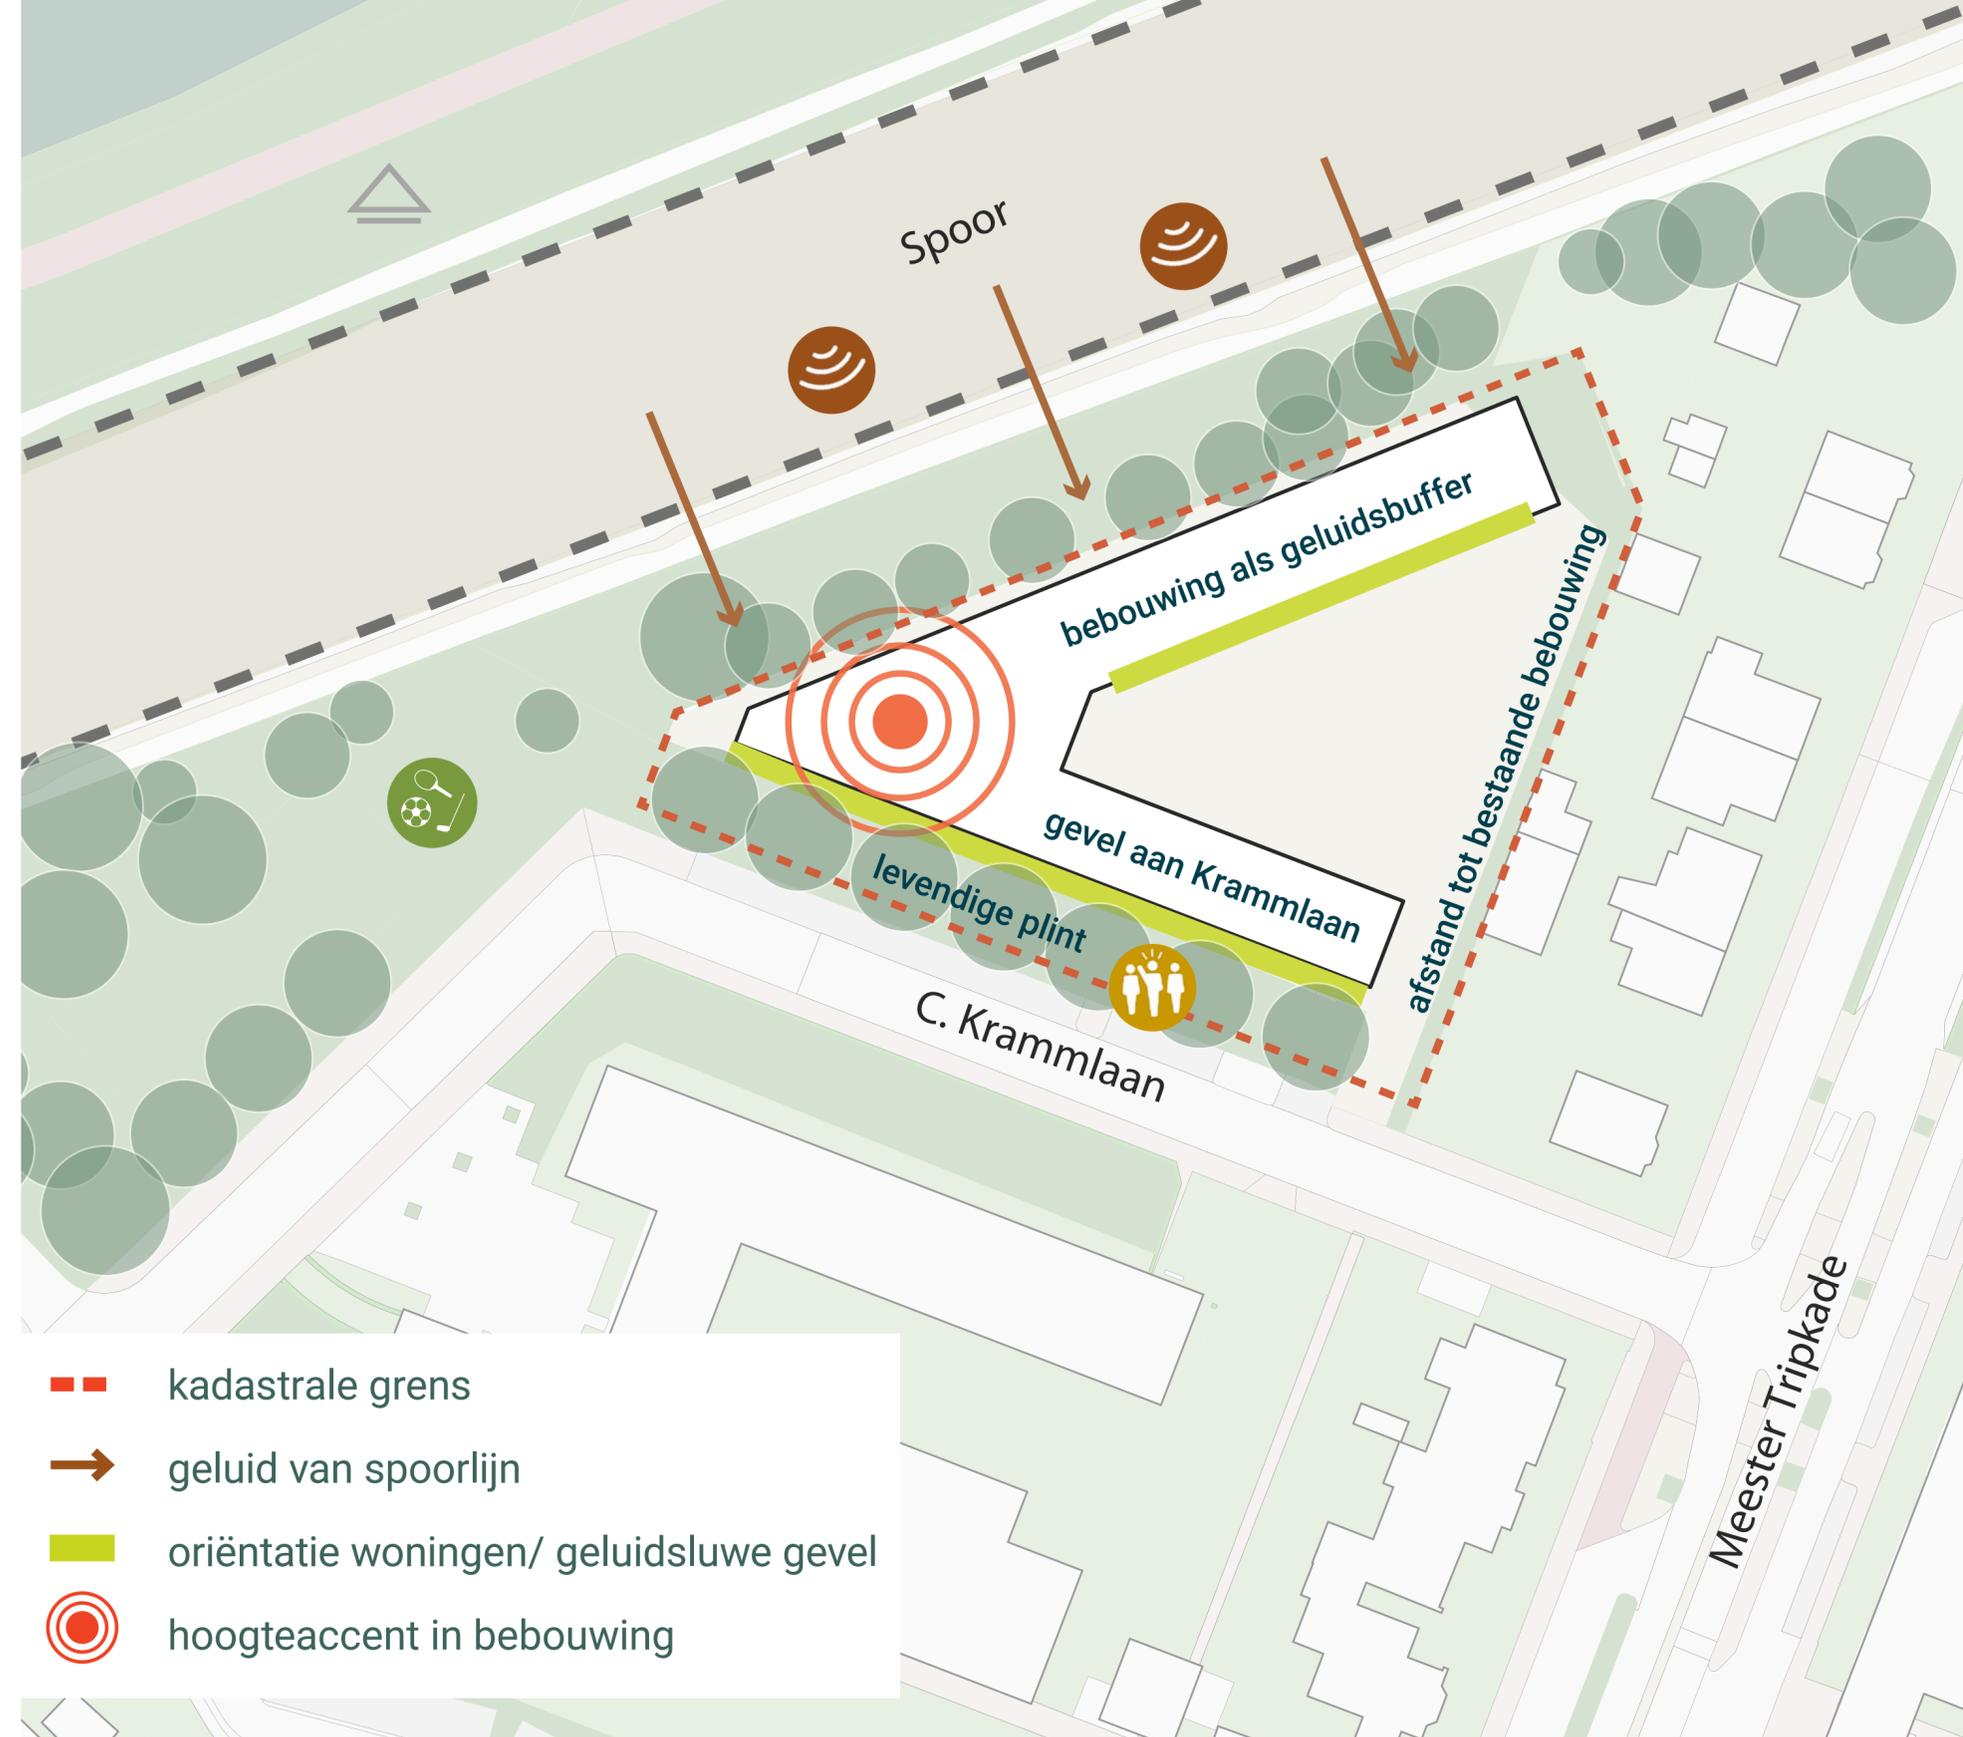 Spoor
bebouwing als geluidsbuffer
afstand tot bestaande bebouwing
gevel aan Krammlaan
levendige plint
C. Krammlaan
Meester Tripkade
kadastrale grens
geluid van spoorlijn
oriëntatie woningen/ geluidsluwe gevel
hoogteaccent in bebouwing